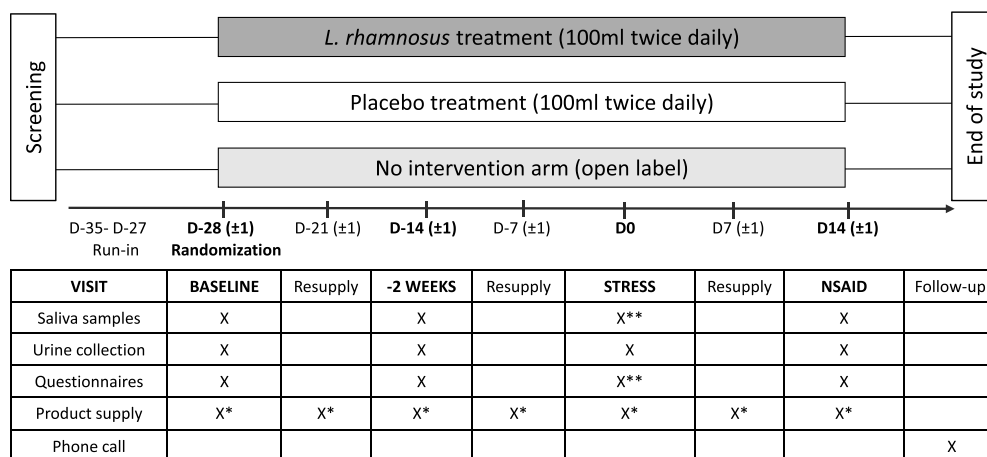 Screening
L. rhamnosus treatment (100ml twice daily)
Placebo treatment (100ml twice daily)
No intervention arm (open label)
End of study
D-35- D-27 D-28 (±1) D-21 (±1) D-14 (±1) D-7 (±1) D0 D7 (±1) D14 (±1)
Run-in Randomization
VISIT BASELINE Resupply -2 WEEKS Resupply STRESS Resupply NSAID Follow-up
Saliva samples X X X** X
Urine collection X X X X
Questionnaires X X X** X
Product supply X* X* X* X* X* X* X*
Phone call X